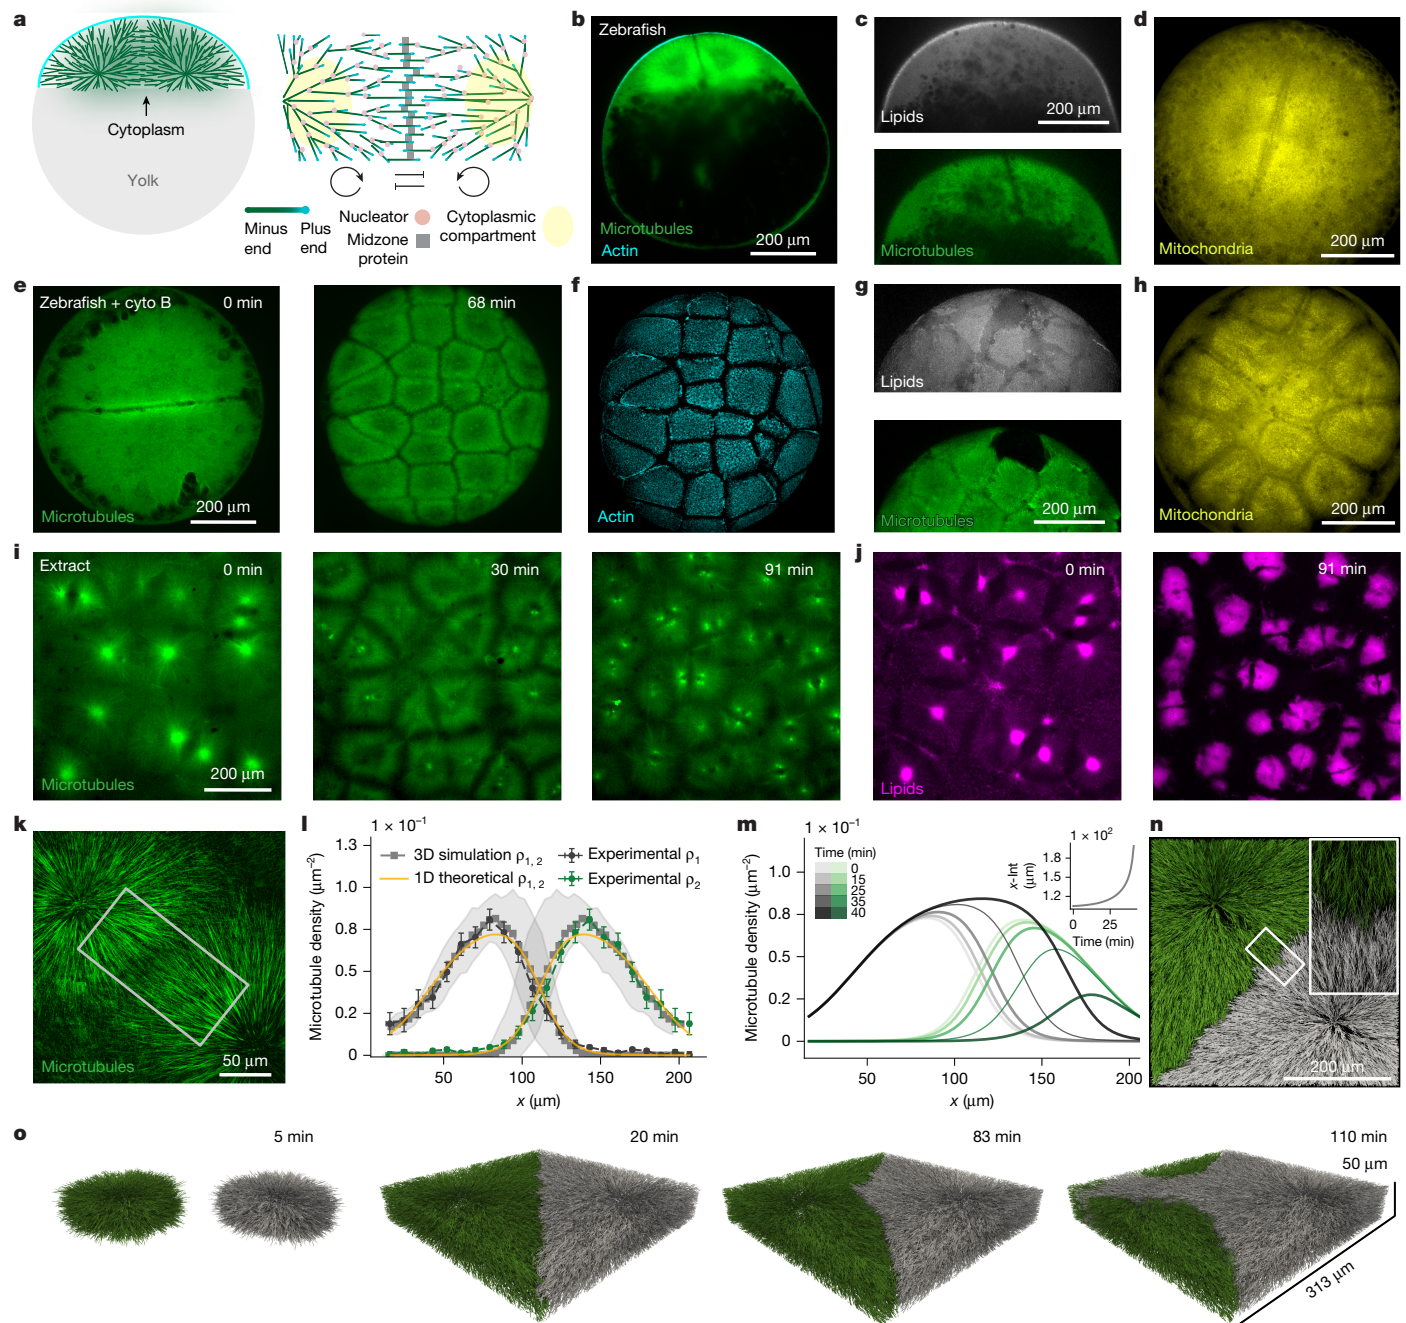 a
Cytoplasm
Yolk
Minus end
Plus end
Nucleator
Midzone protein
Cytoplasmic compartment
b
Zebrafish
Microtubules
Actin
200 μm
c
Lipids
200 μm
Microtubules
d
Mitochondria
200 μm
e
Zebrafish + cyto B
0 min
Microtubules
200 μm
68 min
f
Actin
g
Lipids
Microtubules
200 μm
h
Mitochondria
200 μm
i
Extract
0 min
Microtubules
200 μm
30 min
91 min
j
0 min
Lipids
91 min
k
Microtubules
50 μm
l
1 × 10⁻¹
Microtubule density (μm⁻²)
1.3
1.0
0.8
0.5
0.2
0
3D simulation ρ₁,₂
1D theoretical ρ₁,₂
Experimental ρ₁
Experimental ρ₂
50
100
150
200
x (μm)
m
1 × 10⁻¹
Microtubule density (μm⁻²)
1.0
0.8
0.5
0.2
0
Time (min)
0
15
25
35
40
1 × 10²
x-Int (μm)
1.8
1.2
0
25
Time (min)
50
100
150
200
x (μm)
n
200 μm
o
5 min
20 min
83 min
110 min
50 μm
313 μm